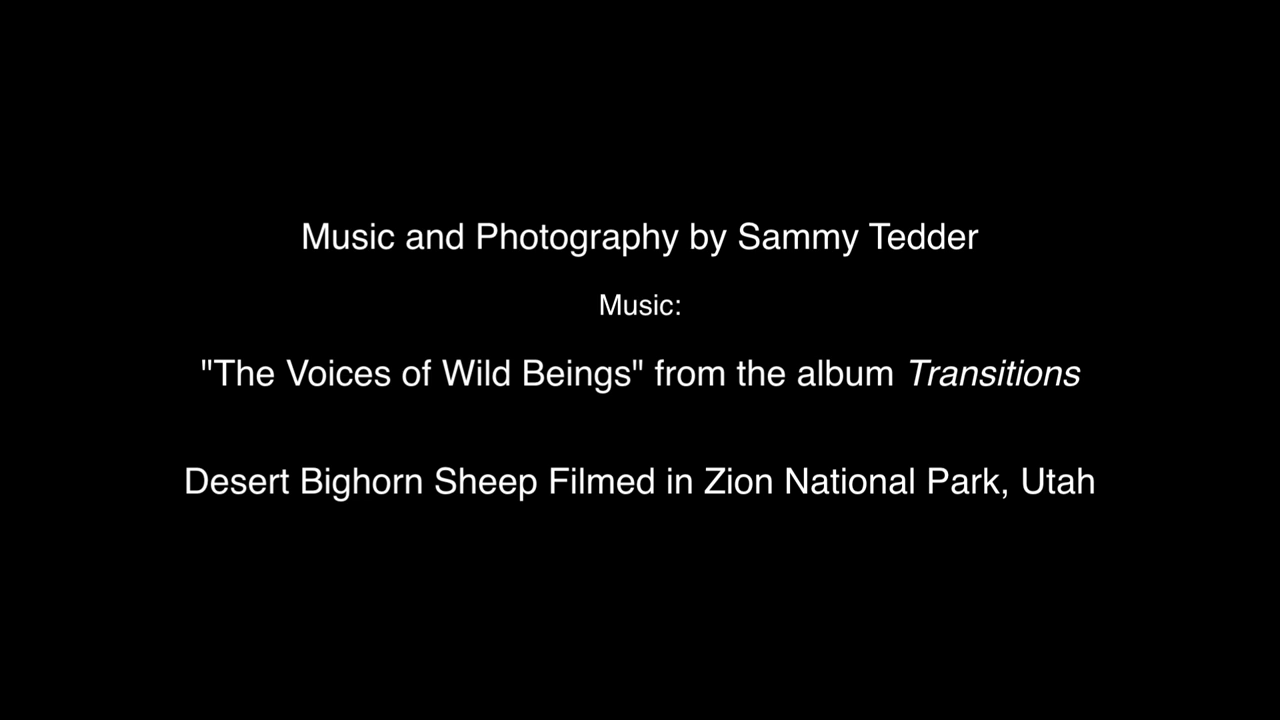 Music and Photography by Sammy Tedder
Music:
"The Voices of Wild Beings" from the album Transitions
Desert Bighorn Sheep Filmed in Zion National Park, Utah